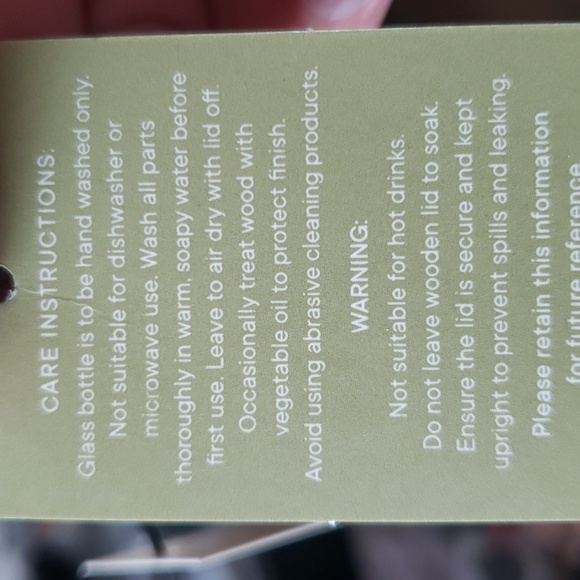 CARE INSTRUCTIONS:
Glass bottle is to be hand washed only.
Not suitable for dishwasher or
microwave use. Wash all parts
thoroughly in warm, soapy water before
first use. Leave to air dry with lid off.
Occasionally treat wood with
vegetable oil to protect finish.
Avoid using abrasive cleaning products.
WARNING:
Not suitable for hot drinks.
Do not leave wooden lid to soak.
Ensure the lid is secure and kept
upright to prevent spills and leaking.
Please retain this information
for future reference.